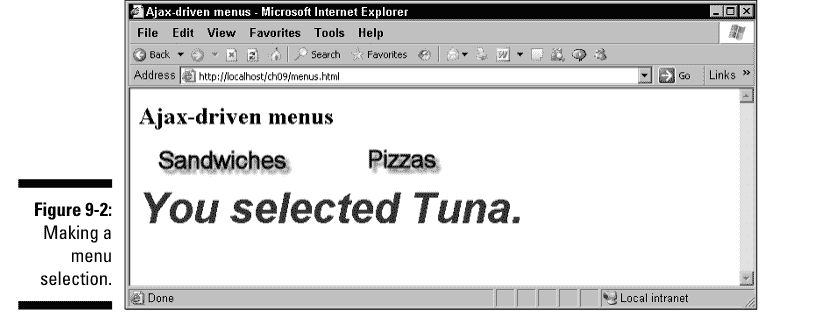 Ajax-driven menus - Microsoft Internet Explorer
File Edit View Favorites Tools Help
Back Search Favorites
Address http://localhost/ch09/menus.html Go Links »
Ajax-driven menus
Sandwiches Pizzas
You selected Tuna.
Figure 9-2:
Making a
menu
selection.
Done Local intranet